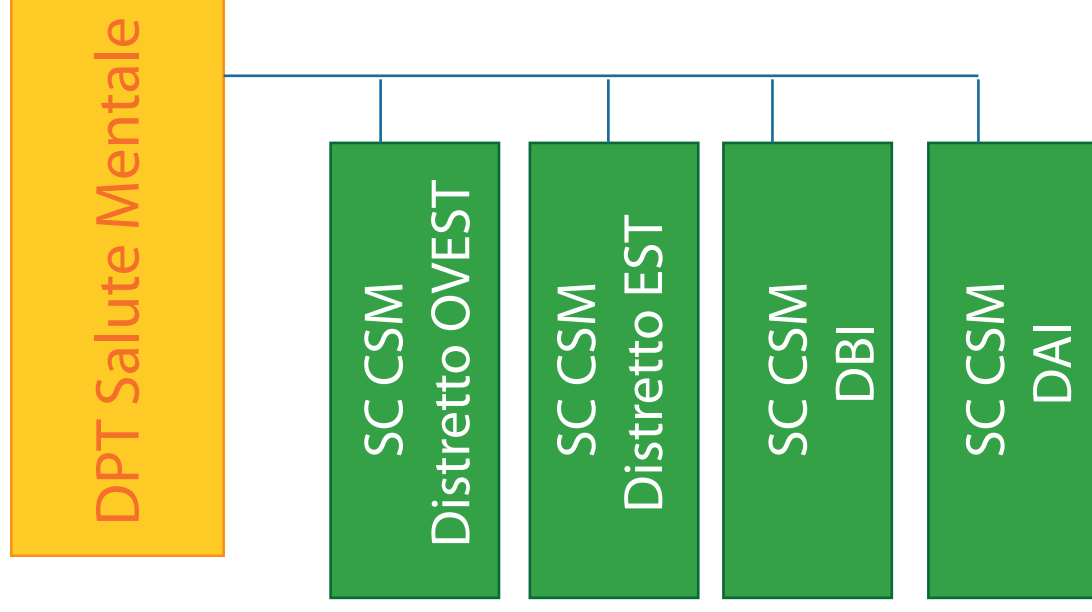 DPT Salute Mentale
SC CSM
Distretto OVEST
SC CSM
Distretto EST
SC CSM
DBI
SC CSM
DAI